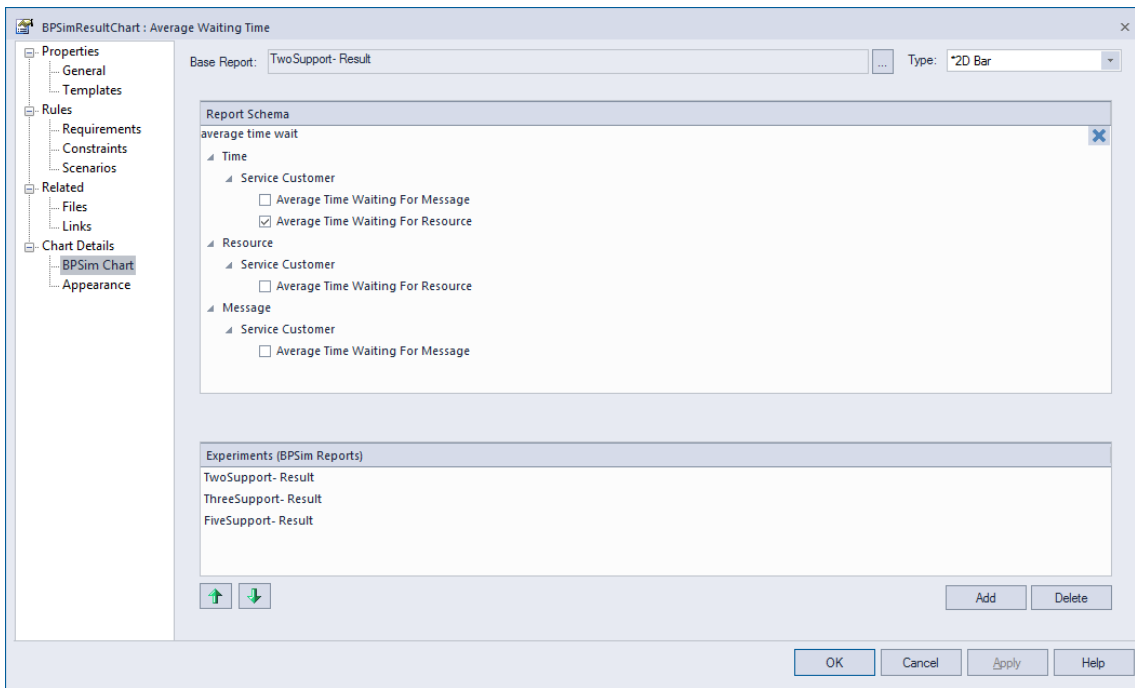 BPSimResultChart : Average Waiting Time
Properties
General
Templates
Rules
Requirements
Constraints
Scenarios
Related
Files
Links
Chart Details
BPSim Chart
Appearance
Base Report: TwoSupport- Result ... Type: *2D Bar
Report Schema
average time wait
Time
Service Customer
Average Time Waiting For Message
Average Time Waiting For Resource
Resource
Service Customer
Average Time Waiting For Resource
Message
Service Customer
Average Time Waiting For Message
Experiments (BPSim Reports)
TwoSupport- Result
ThreeSupport- Result
FiveSupport- Result
Add Delete
OK Cancel Apply Help